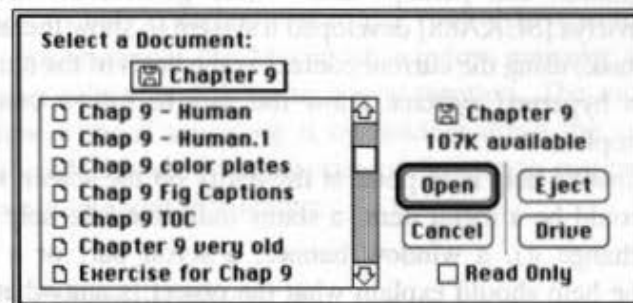 Select a Document:
Chapter 9
Chap 9 - Human
Chap 9 - Human.1
Chap 9 color plates
Chap 9 Fig Captions
Chap 9 TOC
Chapter 9 very old
Exercise for Chap 9
Chapter 9
107K available
Open
Eject
Cancel
Drive
Read Only